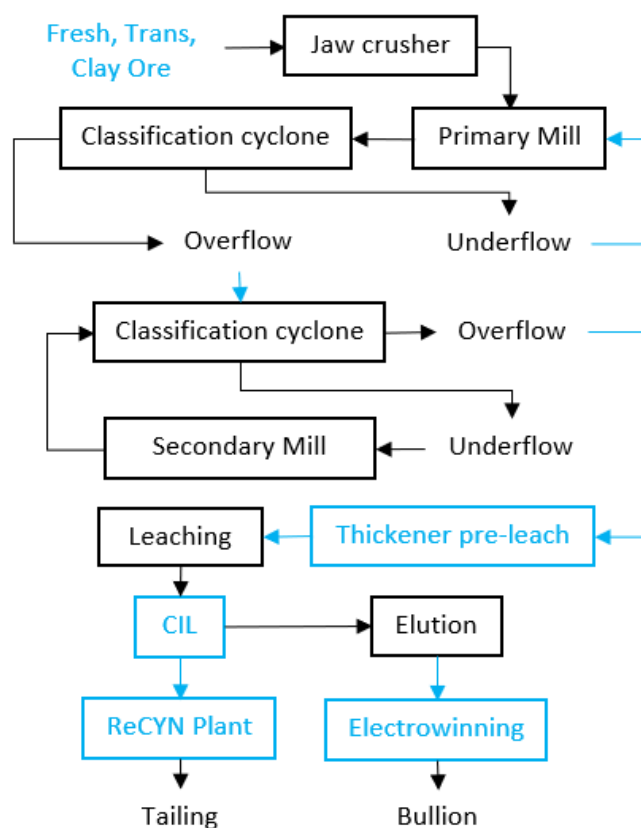 Fresh, Trans,
Clay Ore
Jaw crusher
Classification cyclone
Primary Mill
Overflow
Underflow
Classification cyclone
Overflow
Secondary Mill
Underflow
Leaching
Thickener pre-leach
CIL
Elution
ReCYN Plant
Electrowinning
Tailing
Bullion